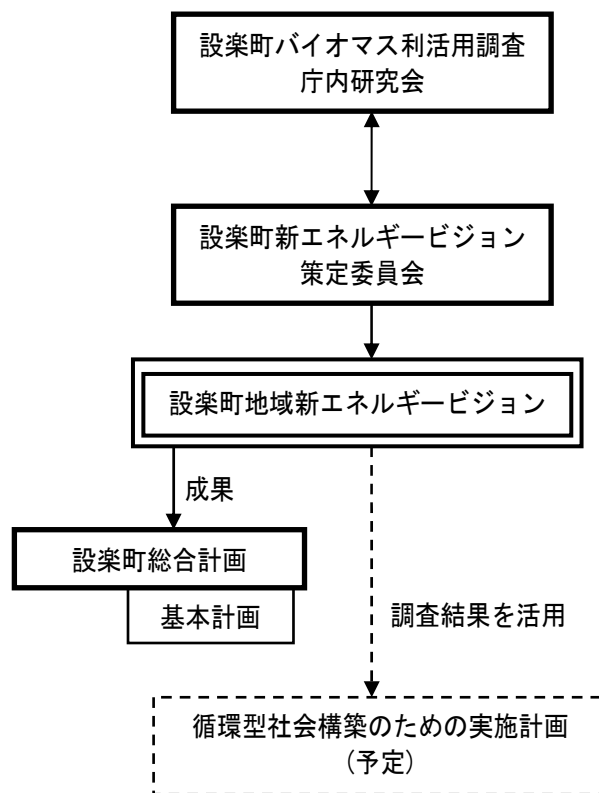 設楽町バイオマス利活用調査
庁内研究会
設楽町新エネルギービジョン
策定委員会
設楽町地域新エネルギービジョン
成果
設楽町総合計画
基本計画
調査結果を活用
循環型社会構築のための実施計画
（予定）